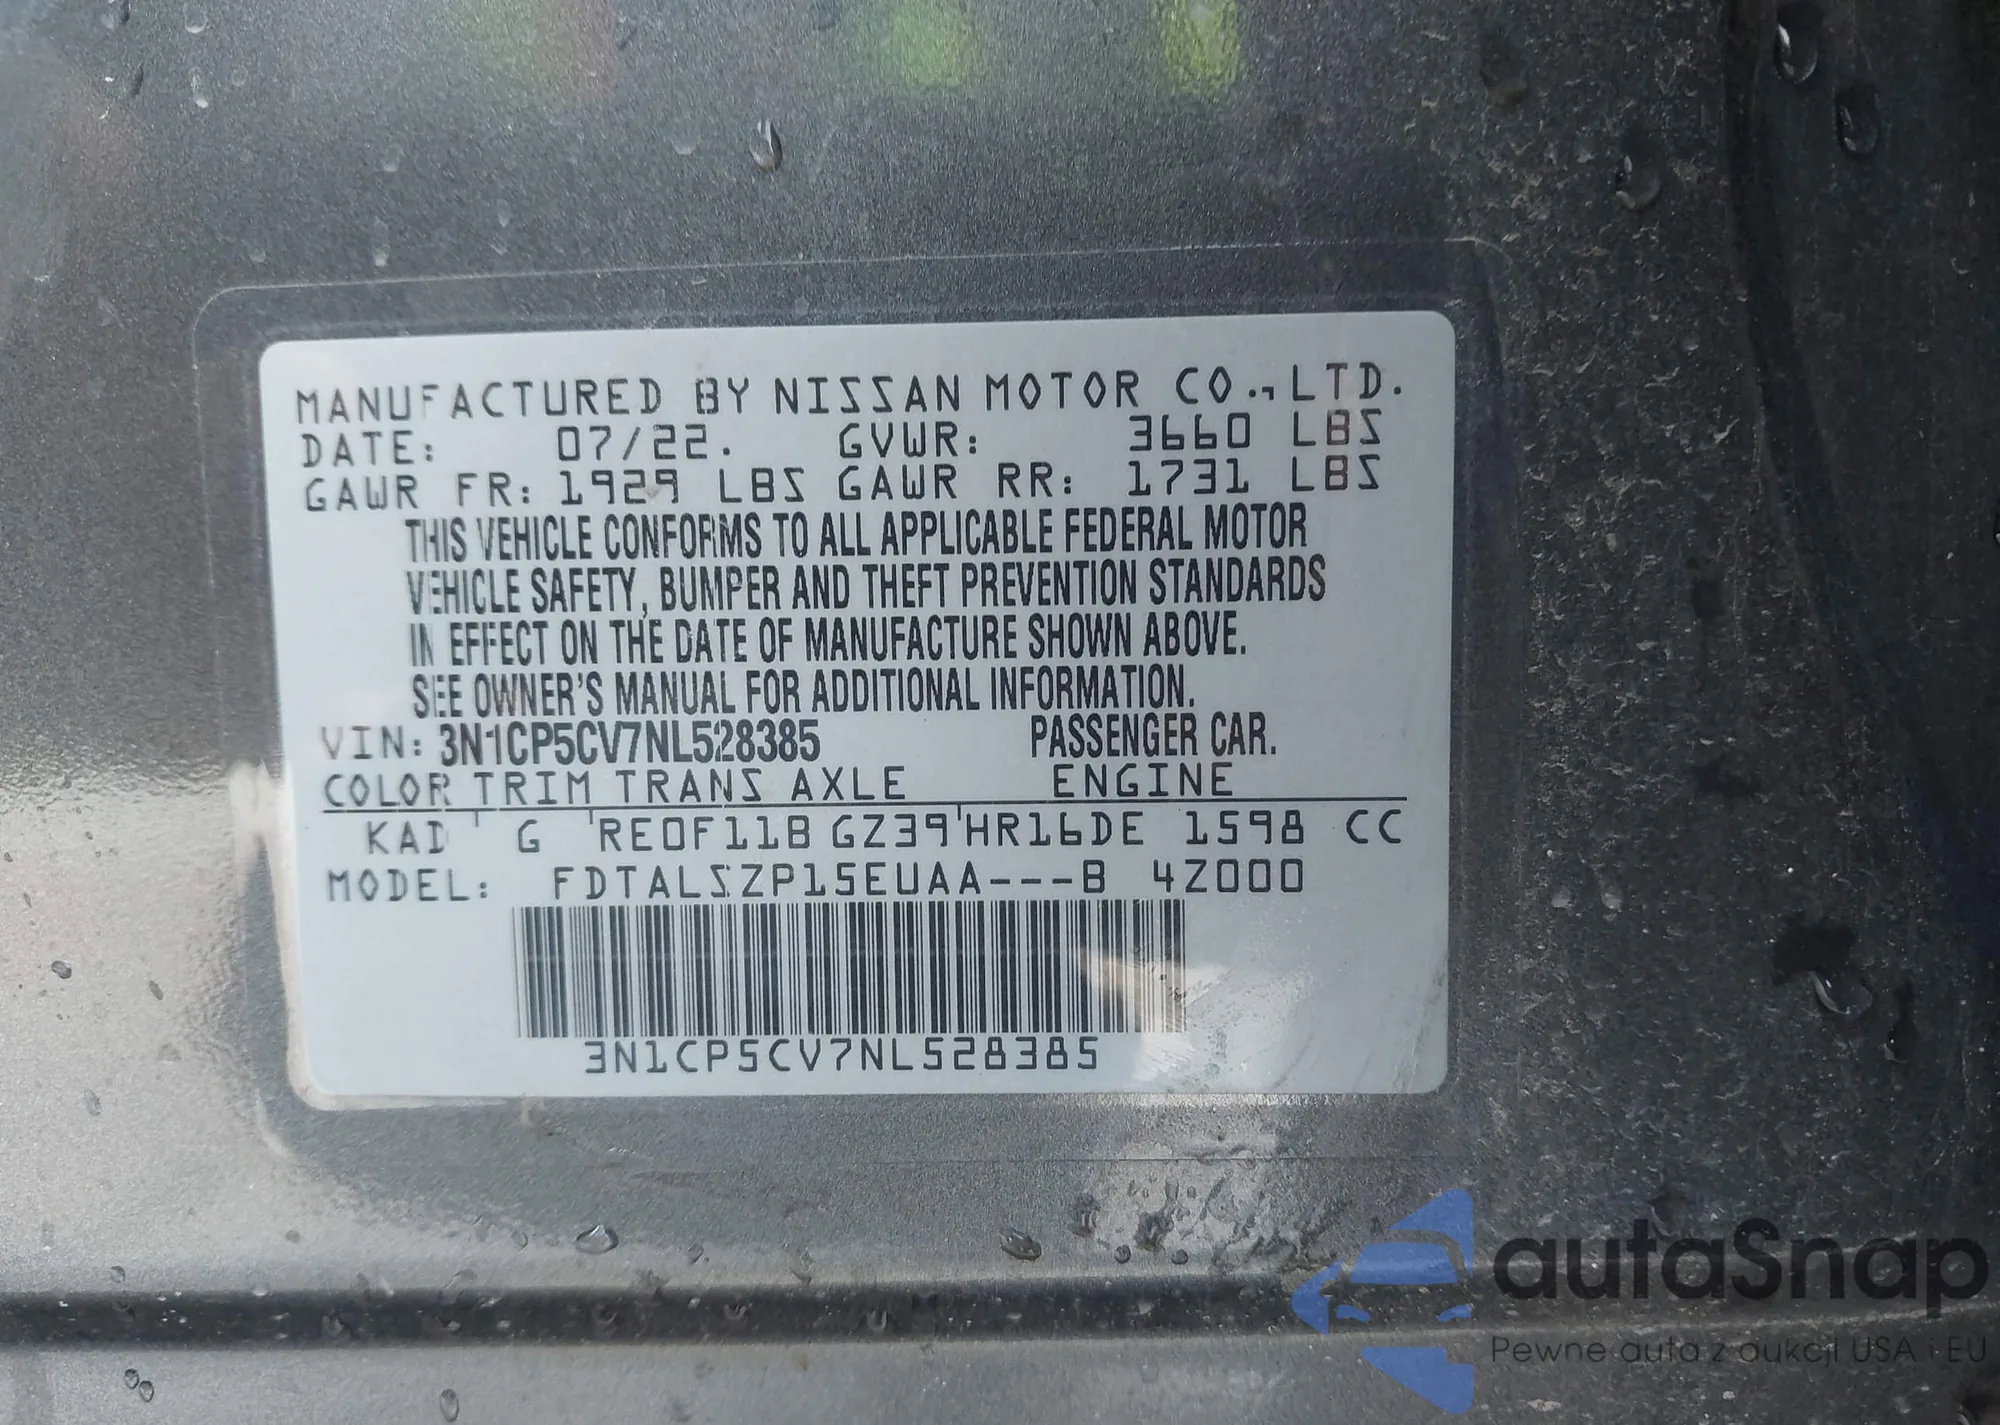 MANUFACTURED BY NISSAN MOTOR CO., LTD.
DATE: 07/22. GVWR: 3660 LBS
GAWR FR: 1929 LBS GAWR RR: 1731 LBS
THIS VEHICLE CONFORMS TO ALL APPLICABLE FEDERAL MOTOR
VEHICLE SAFETY, BUMPER AND THEFT PREVENTION STANDARDS
IN EFFECT ON THE DATE OF MANUFACTURE SHOWN ABOVE.
SEE OWNER'S MANUAL FOR ADDITIONAL INFORMATION.
VIN: 3N1CP5CV7NL528385 PASSENGER CAR.
COLOR TRIM TRANS AXLE ENGINE
KAD G RE0F11B GZ39 HR16DE 1598 CC
MODEL: FDTALSZP15EUAA---B 4Z000
3N1CP5CV7NL528385
autaSnap
Pewne auta z aukcji USA i EU